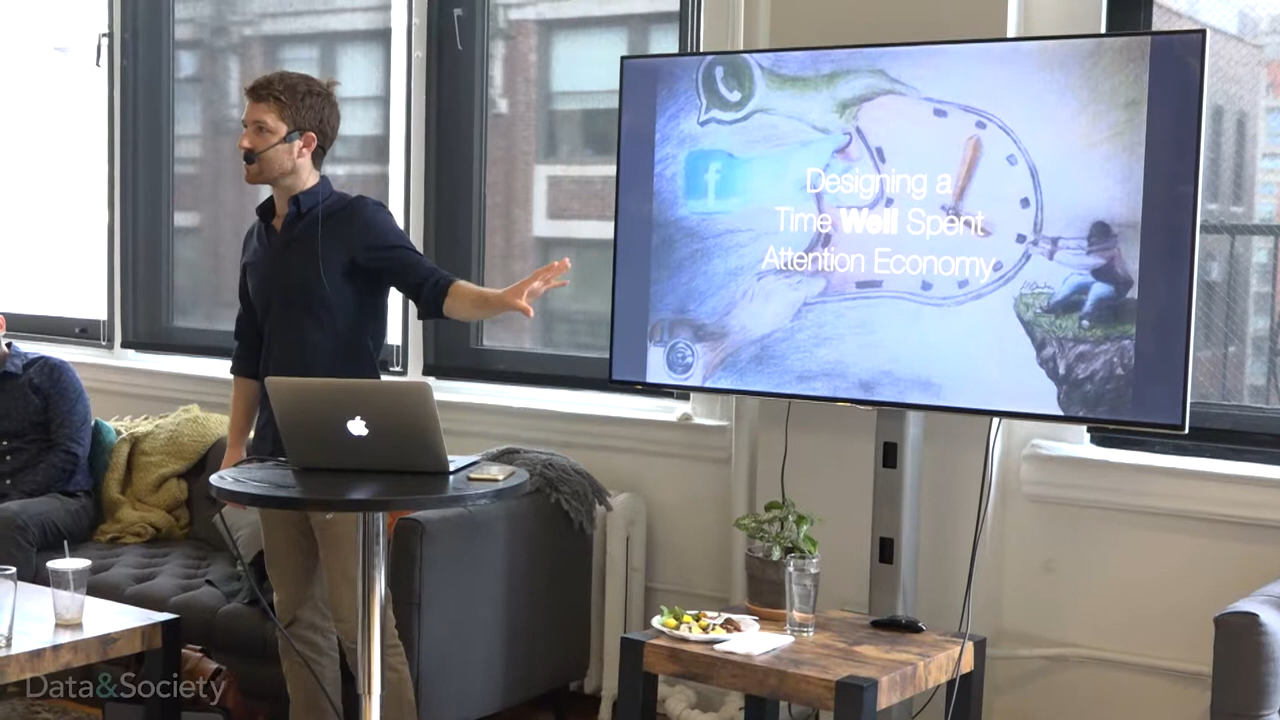 Designing a
Time Well Spent
Attention Economy
f
Data&Society